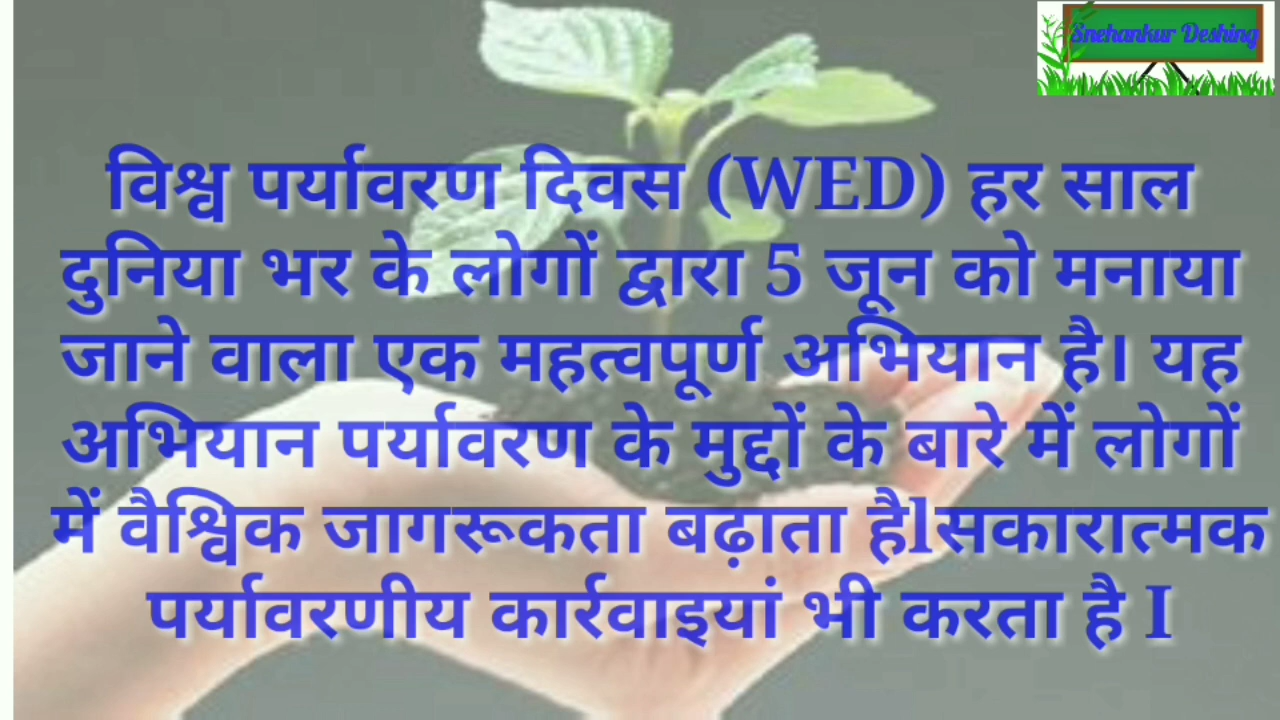 Snehankur Deshing
विश्व पर्यावरण दिवस (WED) हर साल
दुनिया भर के लोगों द्वारा 5 जून को मनाया
जाने वाला एक महत्वपूर्ण अभियान है। यह
अभियान पर्यावरण के मुद्दों के बारे में लोगों
में वैश्विक जागरूकता बढ़ाता हैlसकारात्मक
पर्यावरणीय कार्रवाइयां भी करता है I